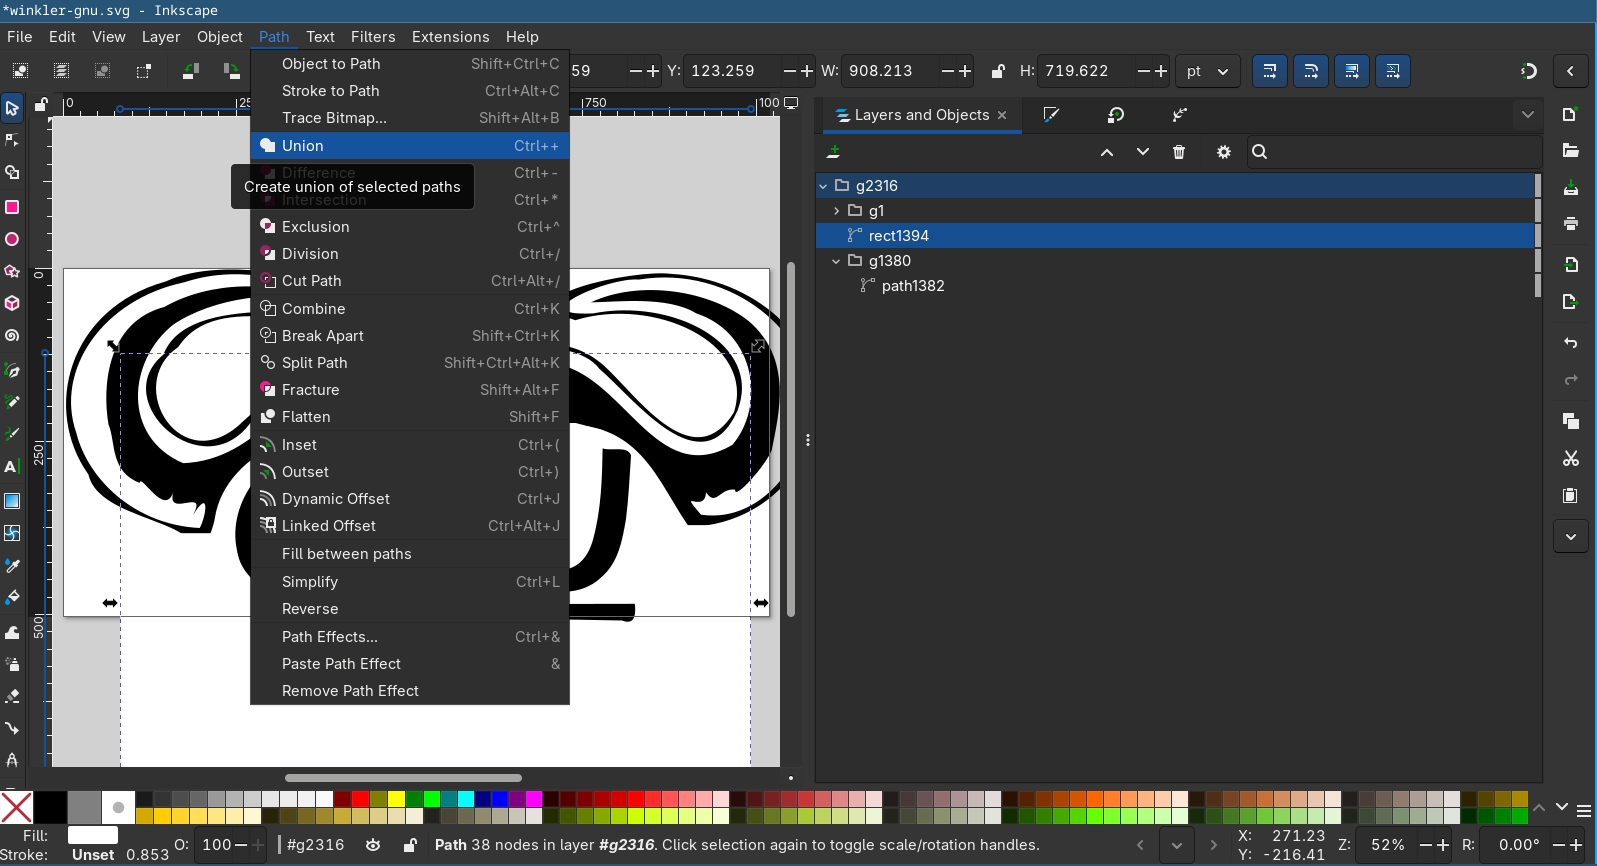 *winkler-gnu.svg - Inkscape
File Edit View Layer Object Path Text Filters Extensions Help
59 Y: 123.259 W: 908.213 H: 719.622 pt
Object to Path Shift+Ctrl+C
Stroke to Path Ctrl+Alt+C
Trace Bitmap... Shift+Alt+B
Union Ctrl++
Difference Ctrl+-
Create union of selected paths
Intersection Ctrl+*
Exclusion Ctrl+^
Division Ctrl+/
Cut Path Ctrl+Alt+/
Combine Ctrl+K
Break Apart Shift+Ctrl+K
Split Path Shift+Ctrl+Alt+K
Fracture Shift+Alt+F
Flatten Shift+F
Inset Ctrl+(
Outset Ctrl+)
Dynamic Offset Ctrl+J
Linked Offset Ctrl+Alt+J
Fill between paths
Simplify Ctrl+L
Reverse
Path Effects... Ctrl+&
Paste Path Effect &
Remove Path Effect
0 25 750 100
0
250
500
Layers and Objects
g2316
g1
rect1394
g1380
path1382
Fill:
Stroke: Unset 0.853 O: 100 #g2316 Path 38 nodes in layer #g2316. Click selection again to toggle scale/rotation handles. X: 271.23 Z: 52% R: 0.00°
Y: -216.41